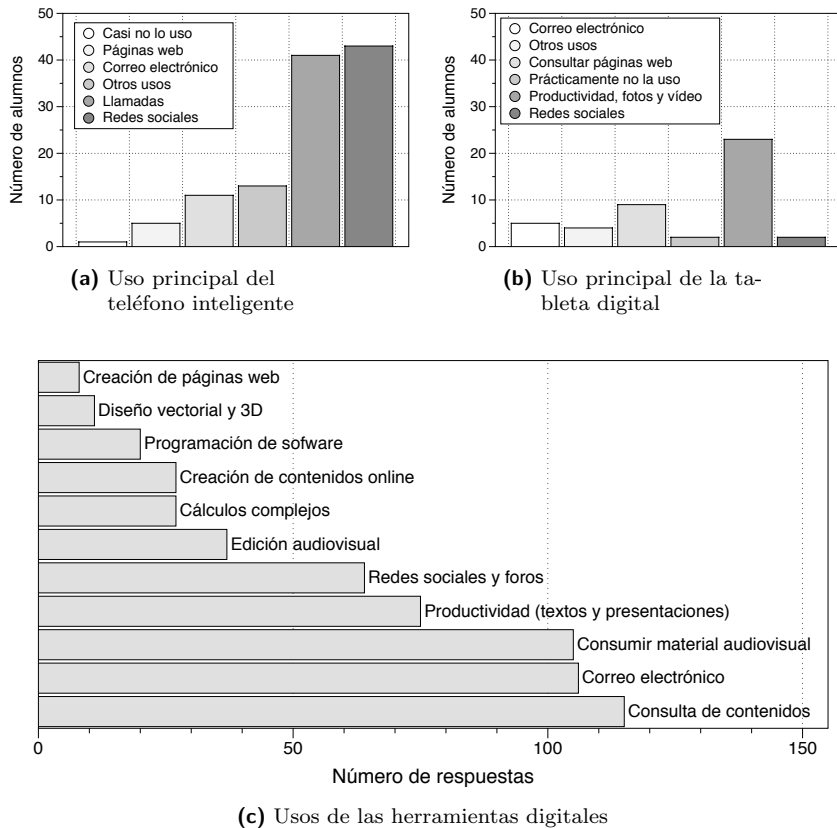 50
40
30
20
10
0
Número de alumnos
Casi no lo uso
Páginas web
Correo electrónico
Otros usos
Llamadas
Redes sociales
(a) Uso principal del
teléfono inteligente
50
40
30
20
10
0
Número de alumnos
Correo electrónico
Otros usos
Consultar páginas web
Prácticamente no la uso
Productividad, fotos y vídeo
Redes sociales
(b) Uso principal de la ta-
bleta digital
Creación de páginas web
Diseño vectorial y 3D
Programación de sofware
Creación de contenidos online
Cálculos complejos
Edición audiovisual
Redes sociales y foros
Productividad (textos y presentaciones)
Consumir material audiovisual
Correo electrónico
Consulta de contenidos
0 50 100 150
Número de respuestas
(c) Usos de las herramientas digitales